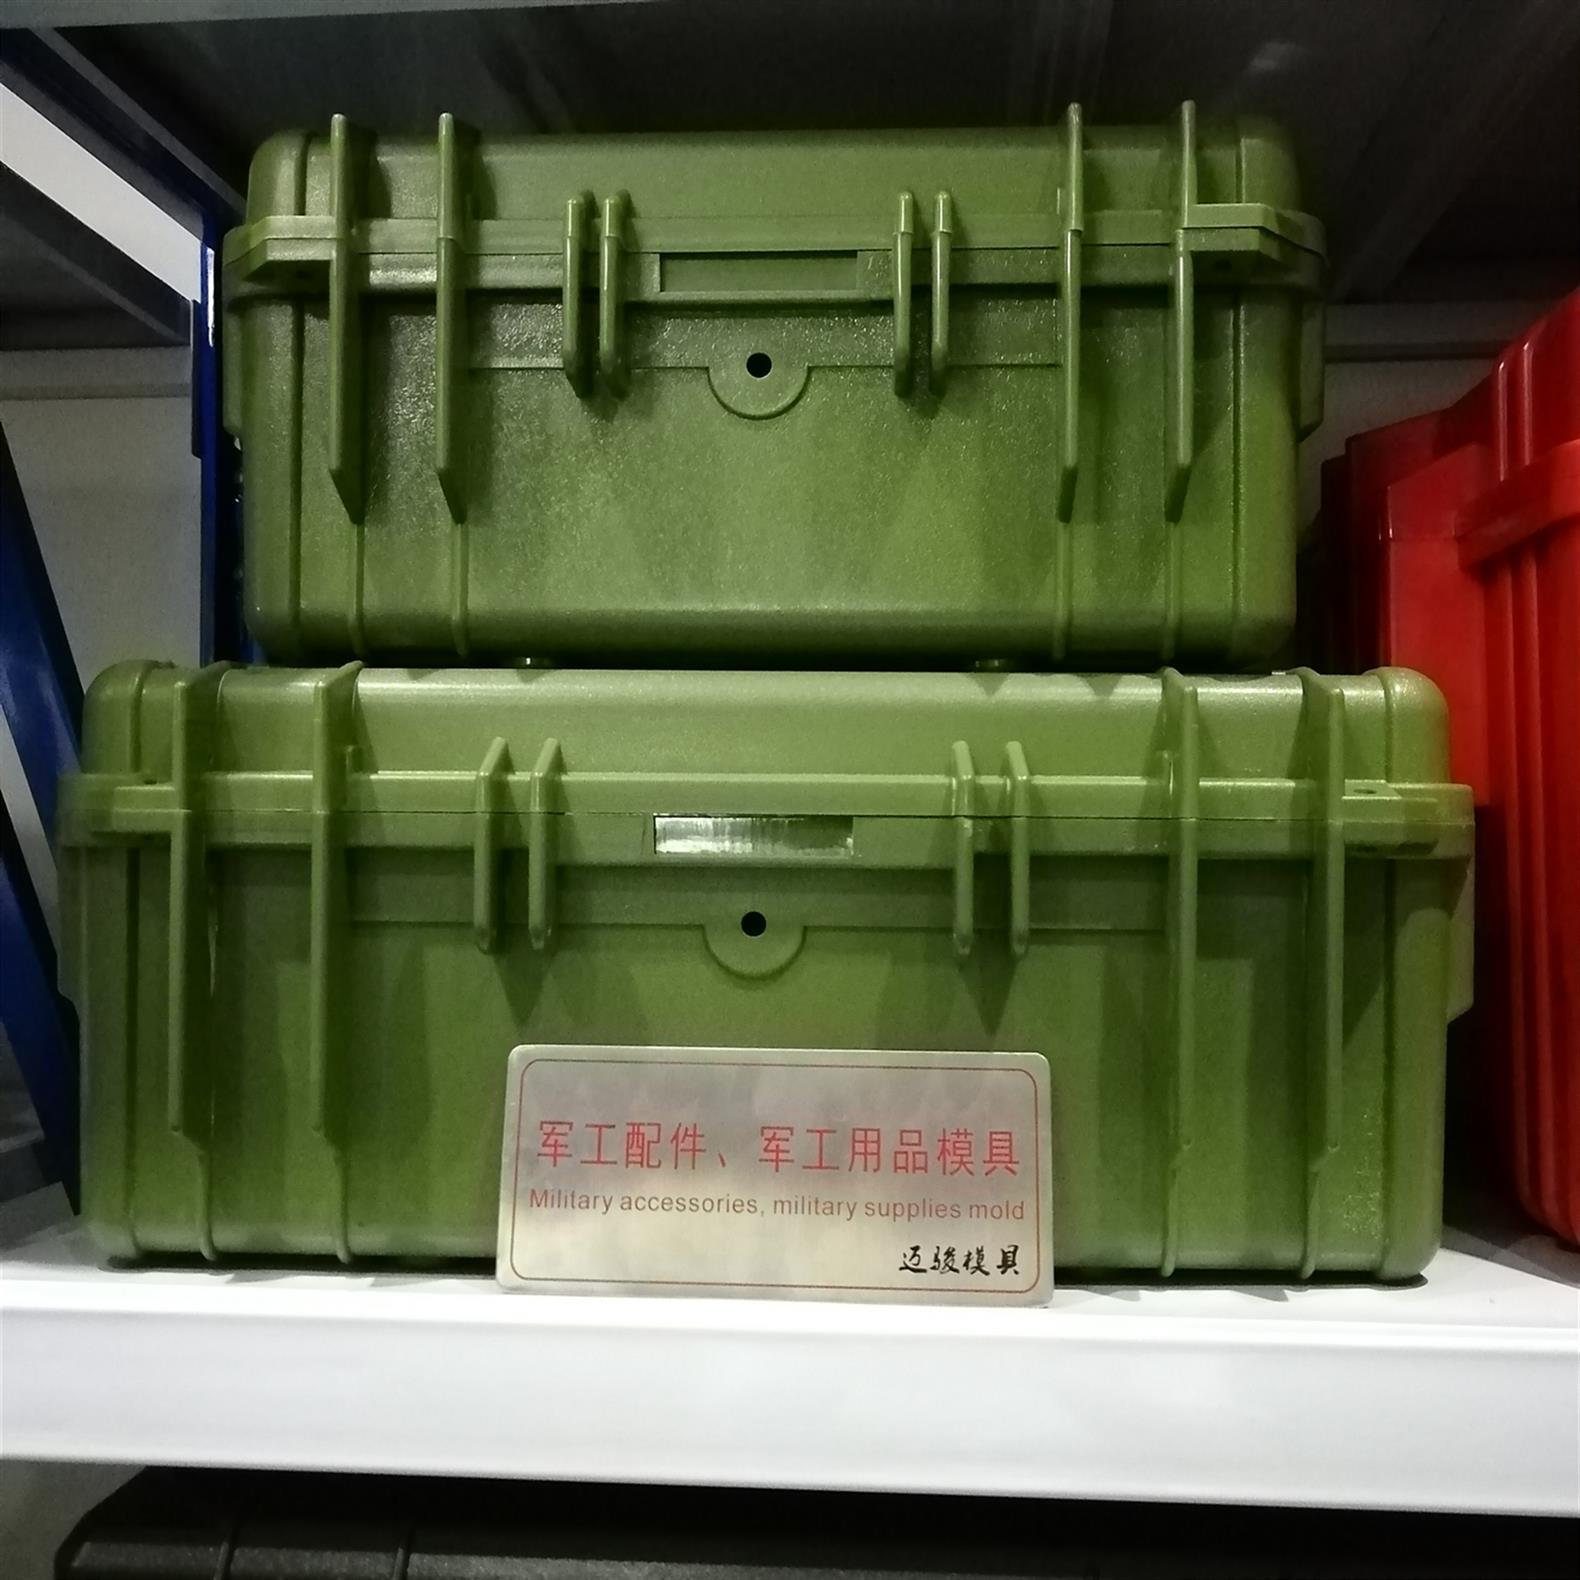 军工配件、军工用品模具
Military accessories, military supplies mold
迈骏模具